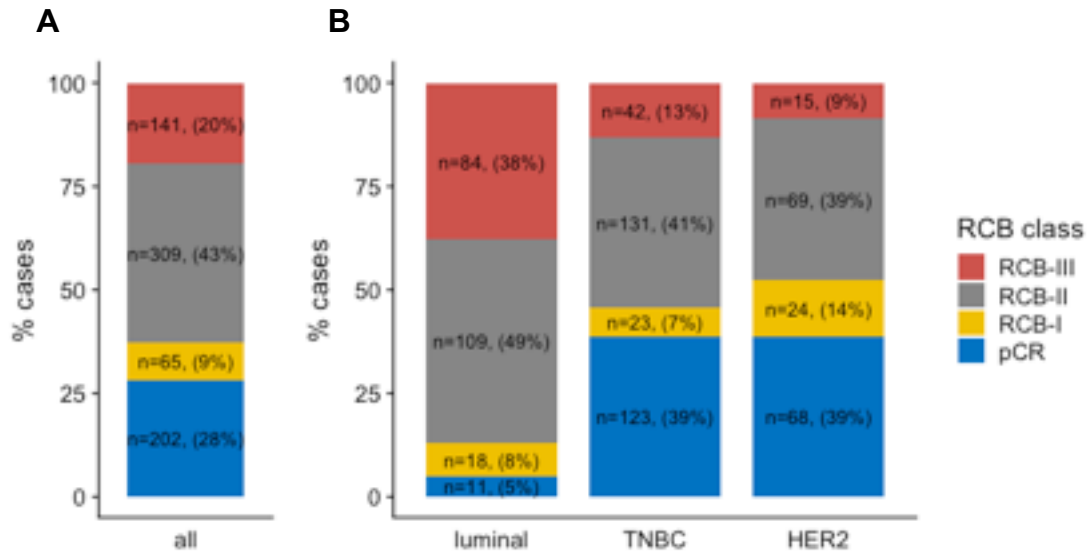 A
B
100
75
50
25
0
% cases
n=141, (20%)
n=309, (43%)
n=65, (9%)
n=202, (28%)
all
100
75
50
25
0
% cases
n=84, (38%)
n=109, (49%)
n=18, (8%)
n=11, (5%)
luminal
n=42, (13%)
n=131, (41%)
n=23, (7%)
n=123, (39%)
TNBC
n=15, (9%)
n=69, (39%)
n=24, (14%)
n=68, (39%)
HER2
RCB class
RCB-III
RCB-II
RCB-I
pCR